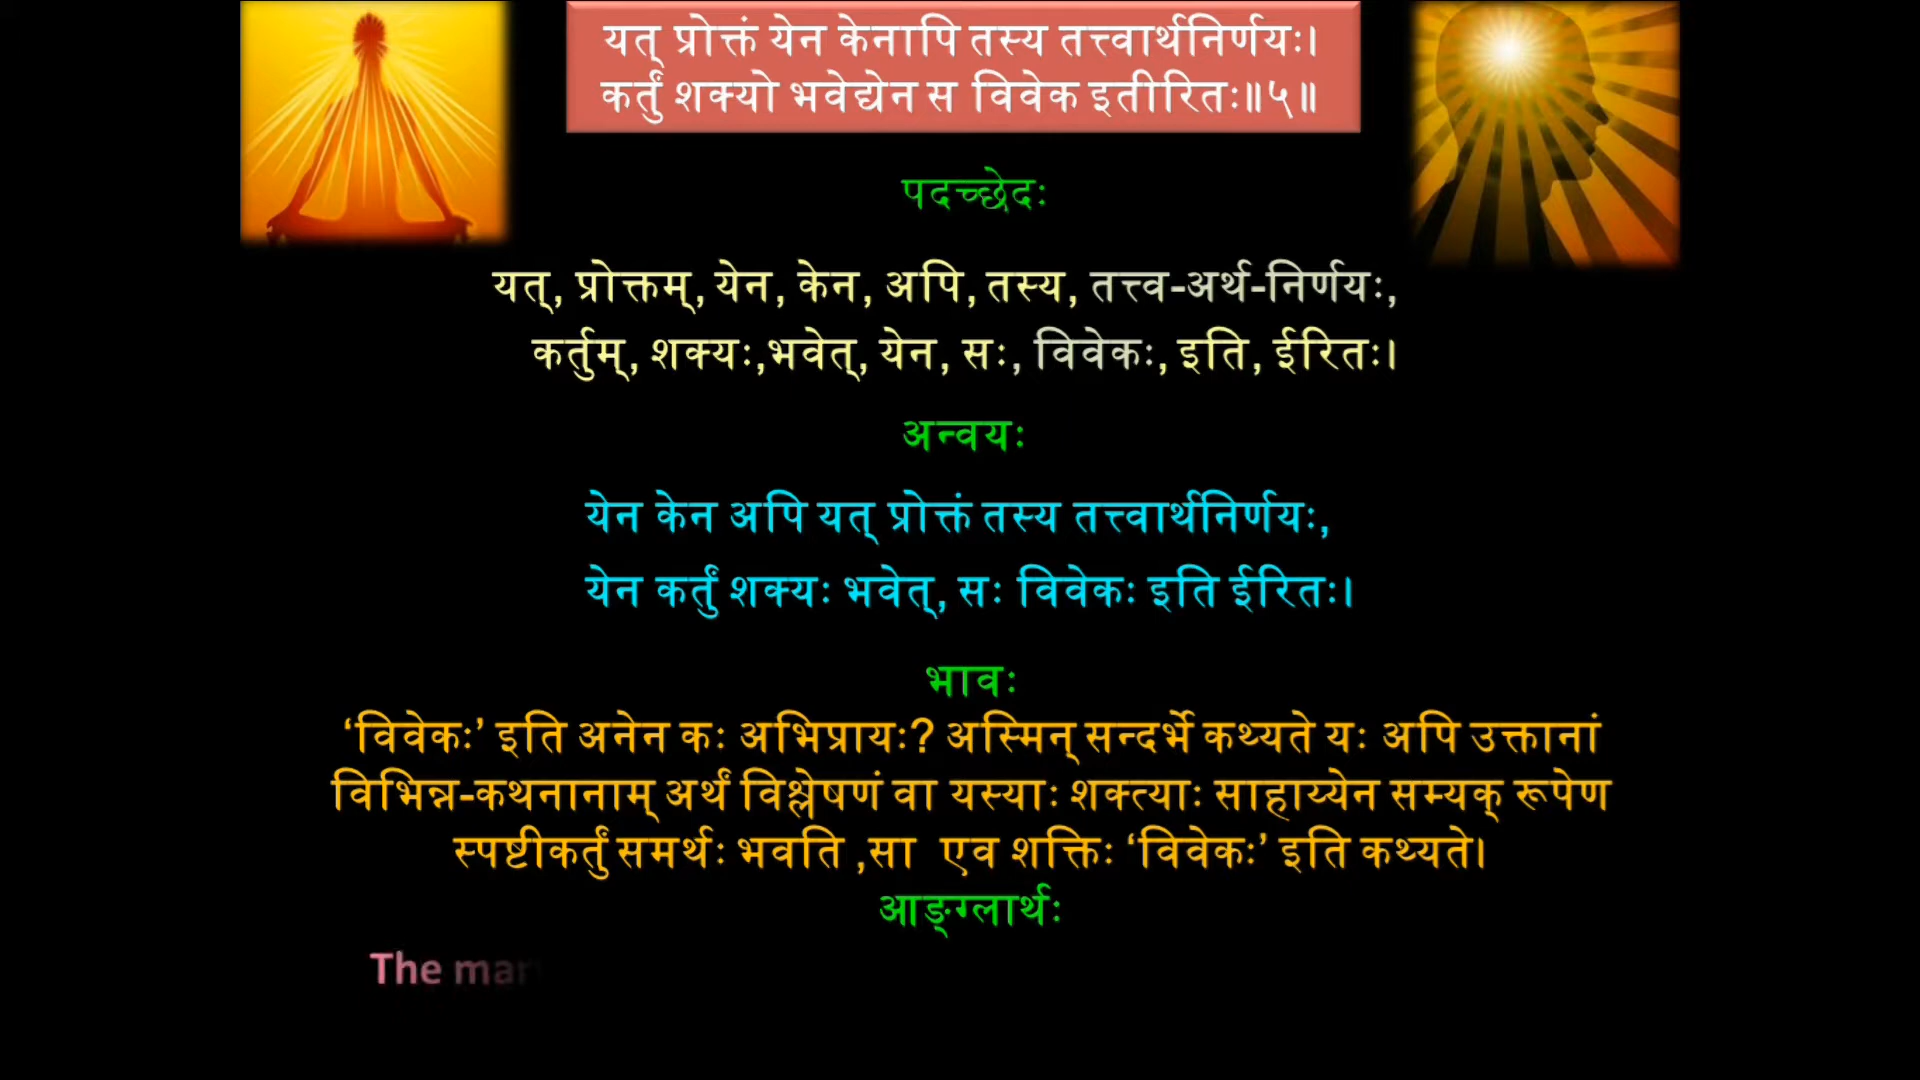 यत् प्रोक्तं येन केनापि तस्य तत्त्वार्थनिर्णयः।
कर्तुं शक्यो भवेद्येन स विवेक इतीरितः॥५॥
पदच्छेदः
यत्, प्रोक्तम्, येन, केन, अपि, तस्य, तत्त्व-अर्थ-निर्णयः,
कर्तुम्, शक्यः,भवेत्, येन, सः, विवेकः, इति, ईरितः।
अन्वयः
येन केन अपि यत् प्रोक्तं तस्य तत्त्वार्थनिर्णयः,
येन कर्तुं शक्यः भवेत्, सः विवेकः इति ईरितः।
भावः
‘विवेकः’ इति अनेन कः अभिप्रायः? अस्मिन् सन्दर्भे कथ्यते यः अपि उक्तानां
विभिन्न-कथनानाम् अर्थं विश्लेषणं वा यस्याः शक्त्याः साहाय्येन सम्यक् रूपेण
स्पष्टीकर्तुं समर्थः भवति ,सा एव शक्तिः ‘विवेकः’ इति कथ्यते।
आङ्ग्लार्थः
The